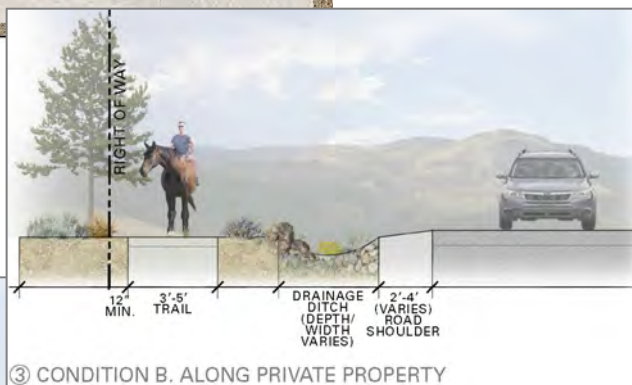 RIGHT OF WAY
12"
MIN.
3'-5'
TRAIL
DRAINAGE
DITCH
(DEPTH/
WIDTH
VARIES)
2'-4'
(VARIES)
ROAD
SHOULDER
③ CONDITION B. ALONG PRIVATE PROPERTY